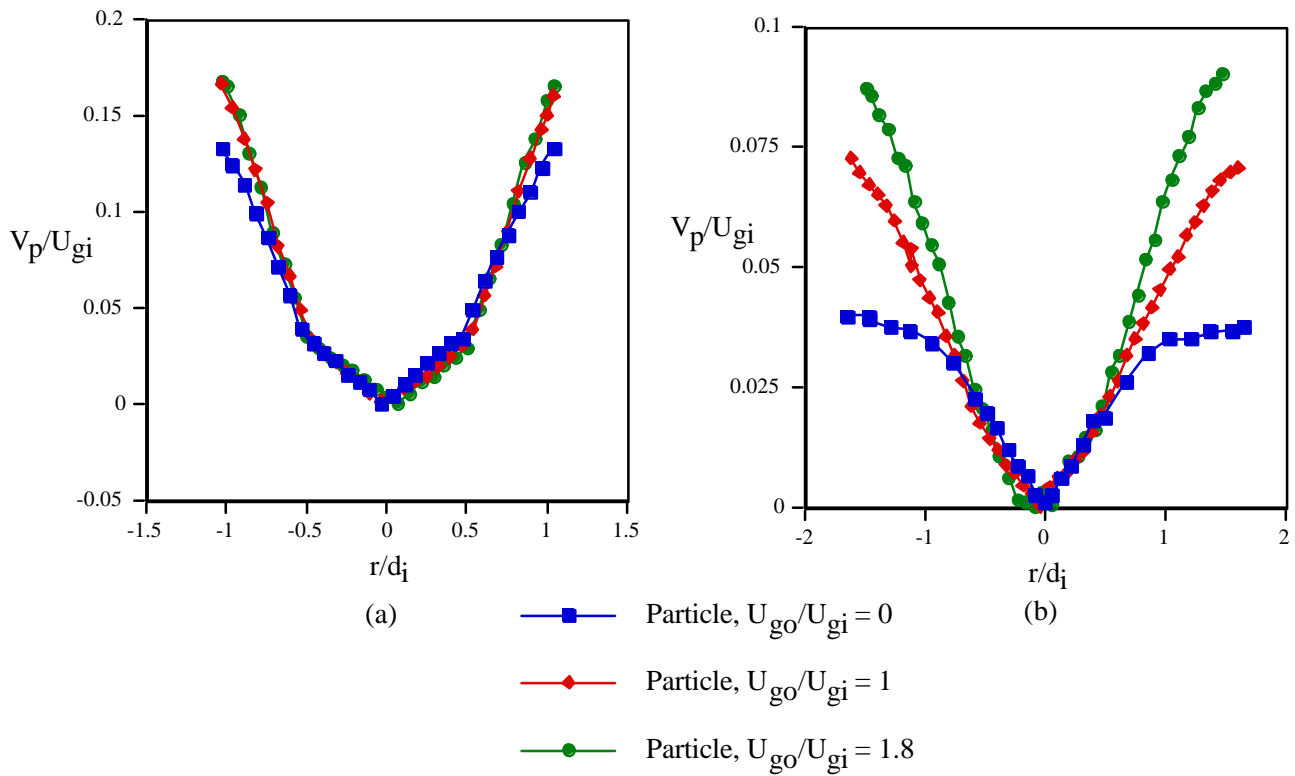 0.2
0.15
0.1
0.05
0
-0.05
Vp/Ugi
-1.5 -1 -0.5 0 0.5 1 1.5
r/di
(a)
0.1
0.075
0.05
0.025
0
Vp/Ugi
-2 -1 0 1 2
r/di
(b)
Particle, Ugo/Ugi = 0
Particle, Ugo/Ugi = 1
Particle, Ugo/Ugi = 1.8